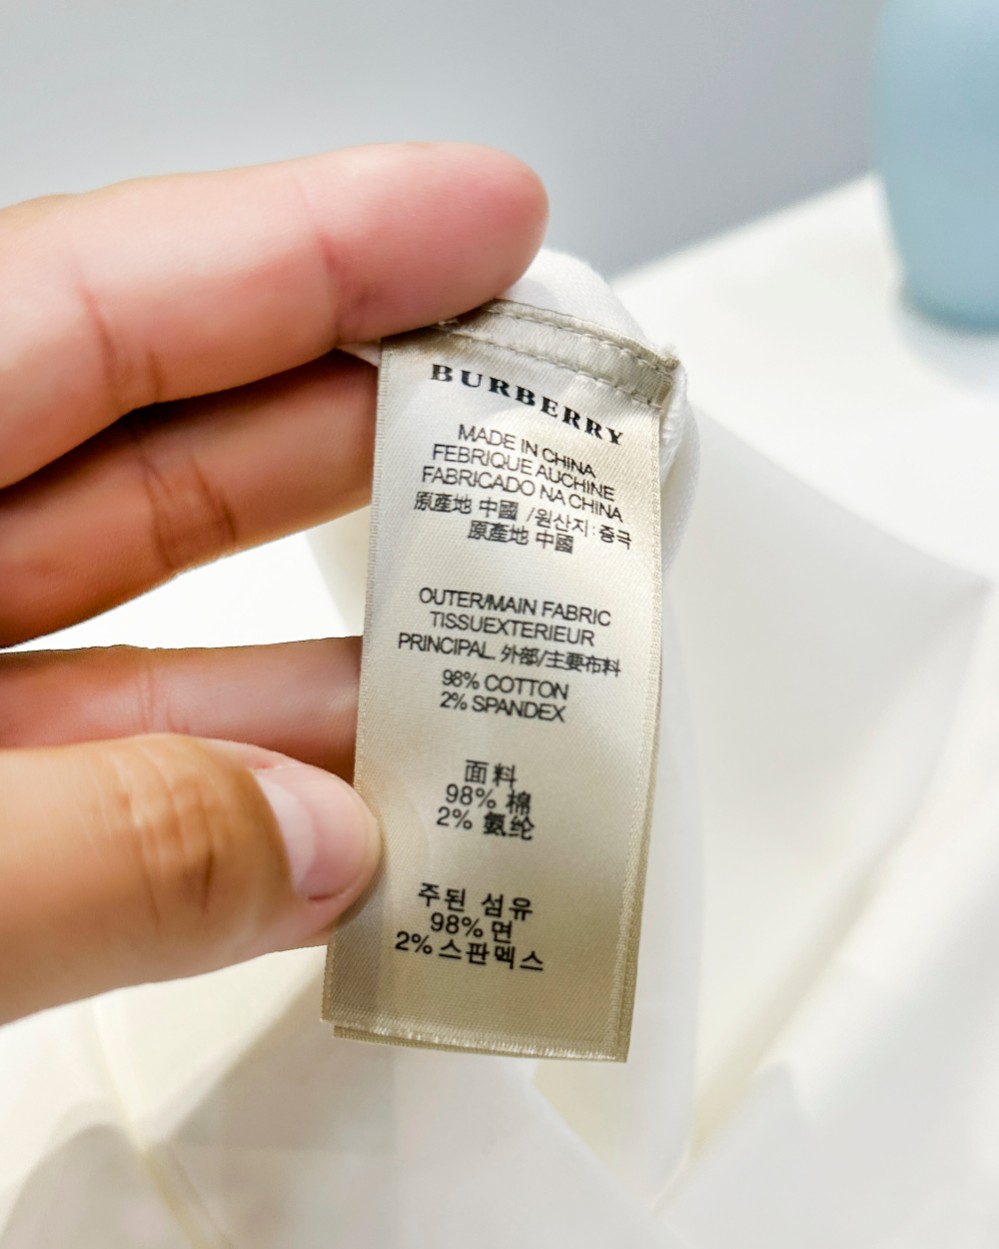 BURBERRY
MADE IN CHINA
FEBRIQUE AUCHINE
FABRICADO NA CHINA
原產地 中國 /원산지:중극
原產地 中國
OUTER/MAIN FABRIC
TISSUEXTERIEUR
PRINCIPAL. 外部/主要布料
98% COTTON
2% SPANDEX
面料
98% 棉
2% 氨纶
주된 섬유
98% 면
2% 스판멕스